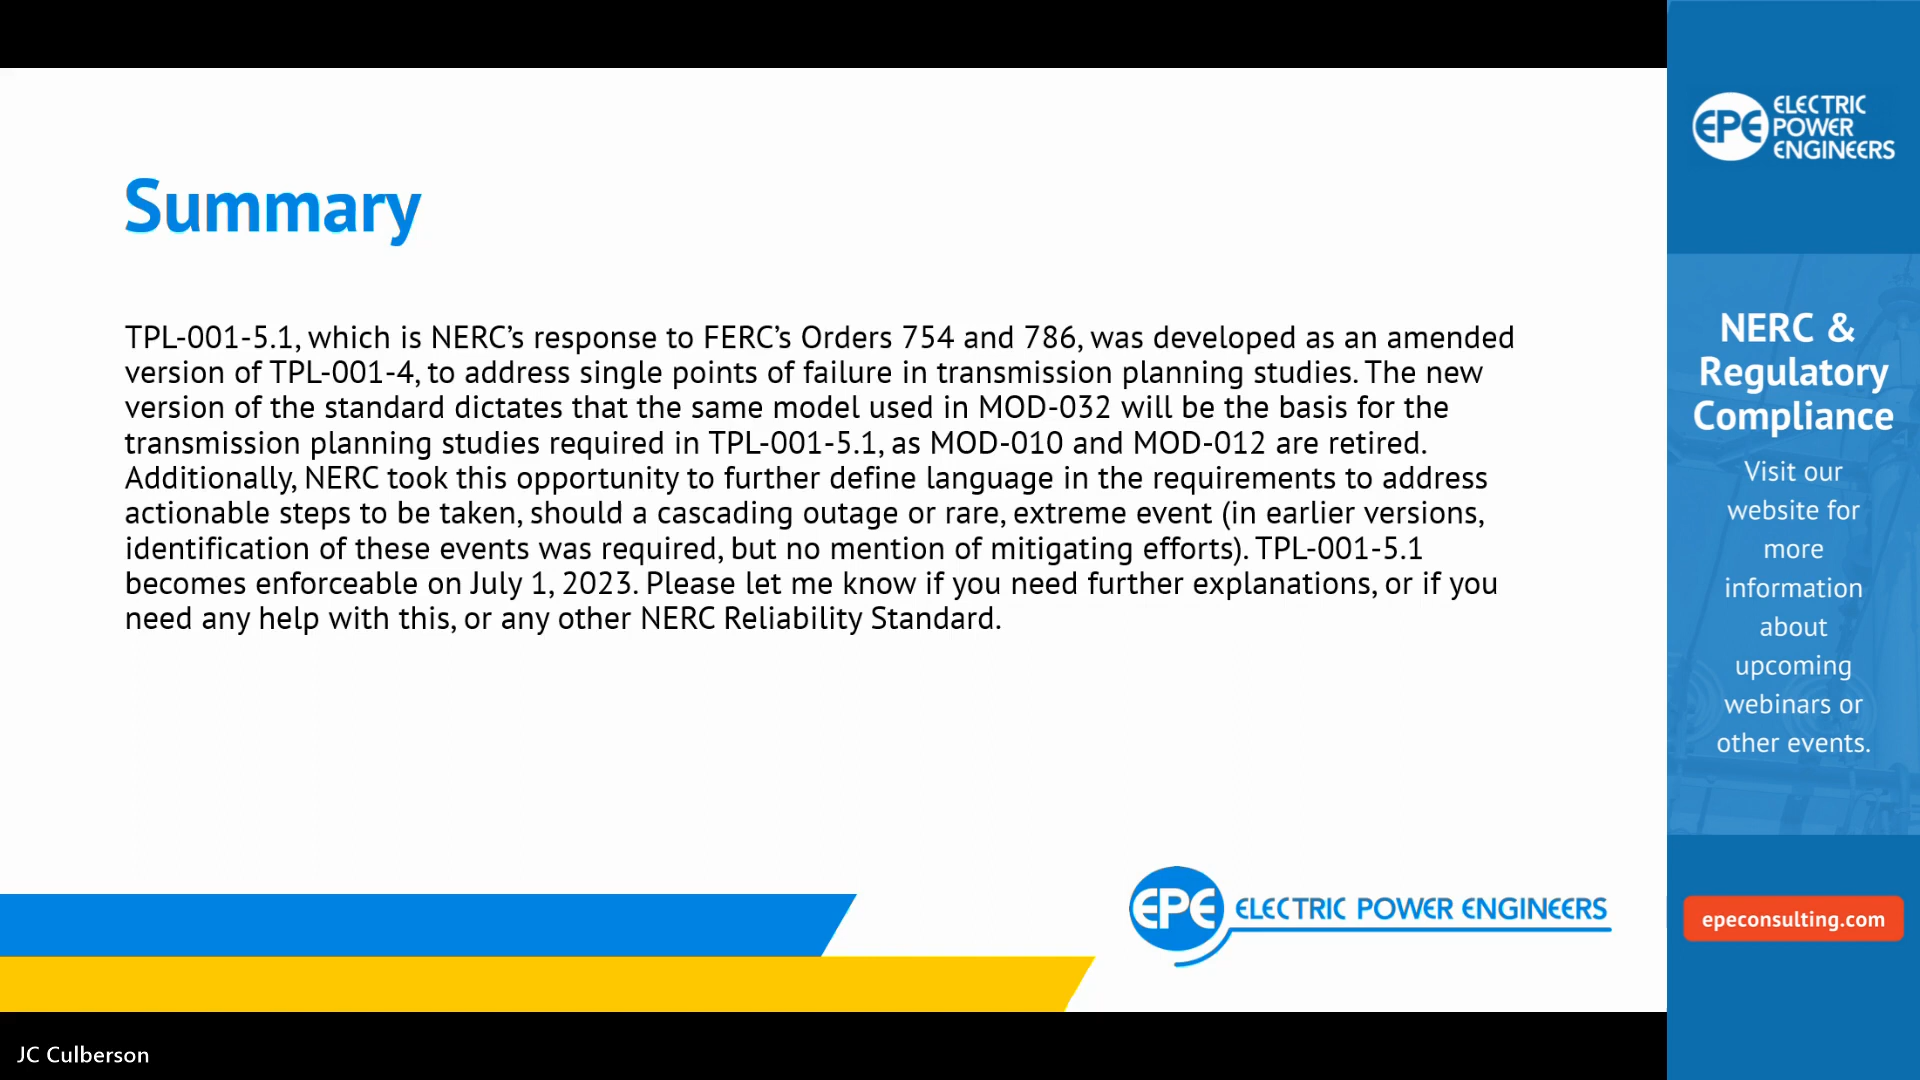 Summary
TPL-001-5.1, which is NERC’s response to FERC’s Orders 754 and 786, was developed as an amended
version of TPL-001-4, to address single points of failure in transmission planning studies. The new
version of the standard dictates that the same model used in MOD-032 will be the basis for the
transmission planning studies required in TPL-001-5.1, as MOD-010 and MOD-012 are retired.
Additionally, NERC took this opportunity to further define language in the requirements to address
actionable steps to be taken, should a cascading outage or rare, extreme event (in earlier versions,
identification of these events was required, but no mention of mitigating efforts). TPL-001-5.1
becomes enforceable on July 1, 2023. Please let me know if you need further explanations, or if you
need any help with this, or any other NERC Reliability Standard.
EPE ELECTRIC POWER ENGINEERS
JC Culberson
EPE
ELECTRIC
POWER
ENGINEERS
NERC &
Regulatory
Compliance
Visit our
website for
more
information
about
upcoming
webinars or
other events.
epeconsulting.com